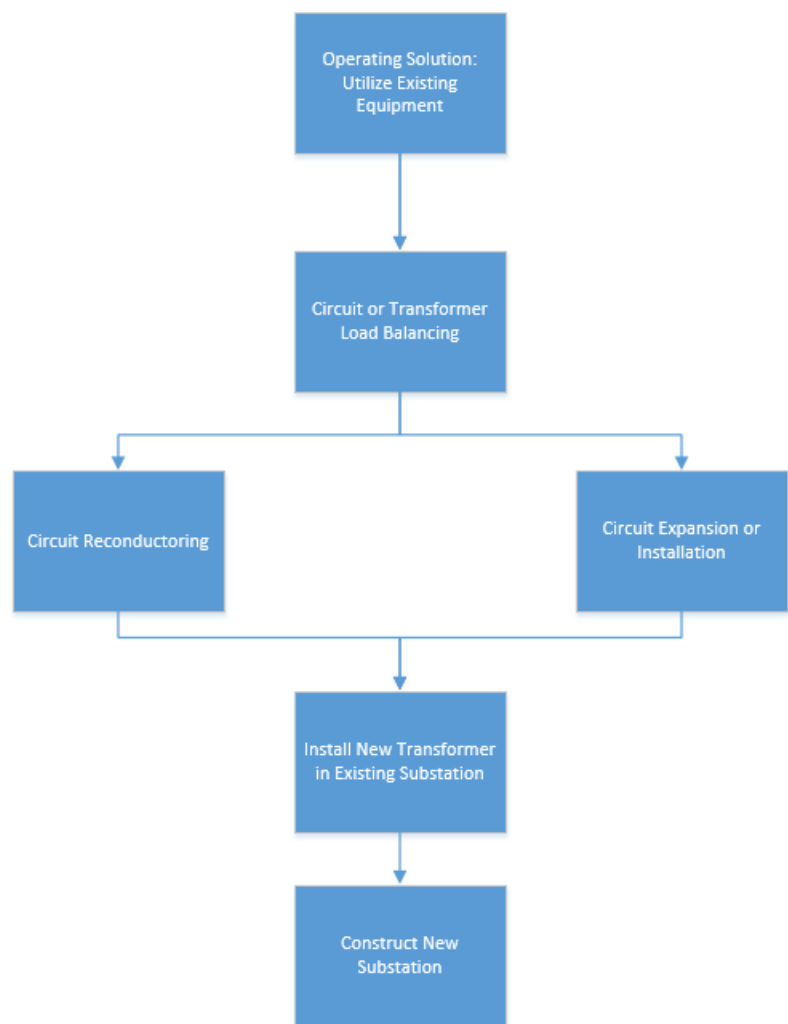 Operating Solution:
Utilize Existing
Equipment
Circuit or Transformer
Load Balancing
Circuit Reconductoring
Circuit Expansion or
Installation
Install New Transformer
in Existing Substation
Construct New
Substation